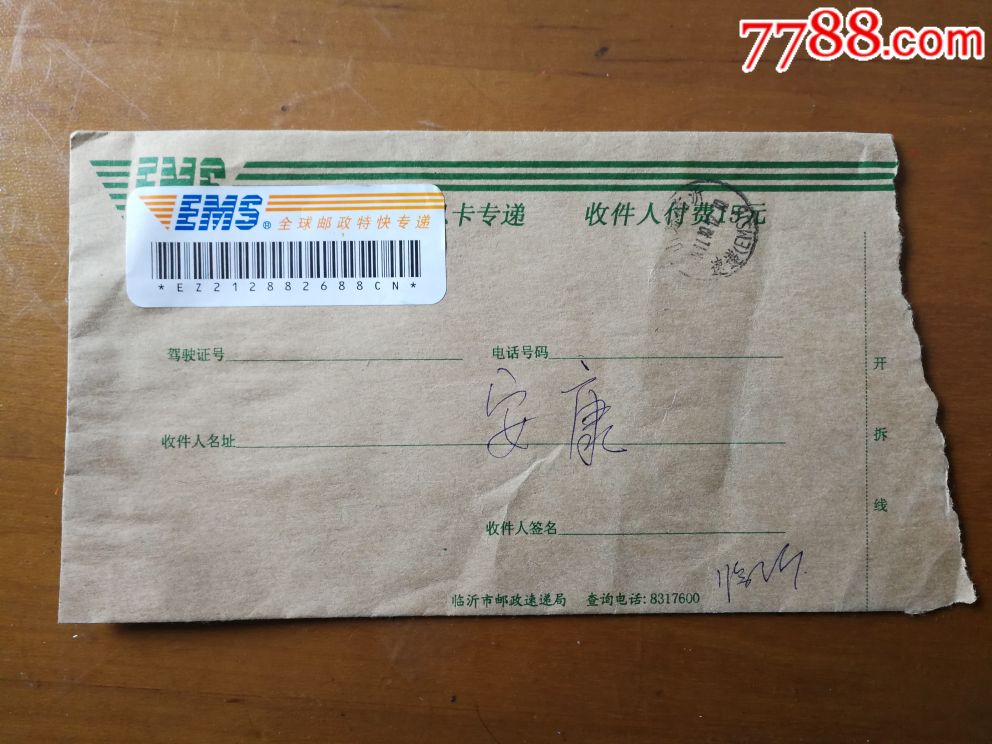 7788.com
EMS
EMS® 全球邮政特快专递
卡专递 收件人付费15元
*EZ212882688CN*
驾驶证号 电话号码
安康
收件人名址
收件人签名
临沂
临沂市邮政速递局 查询电话:8317600
开拆线